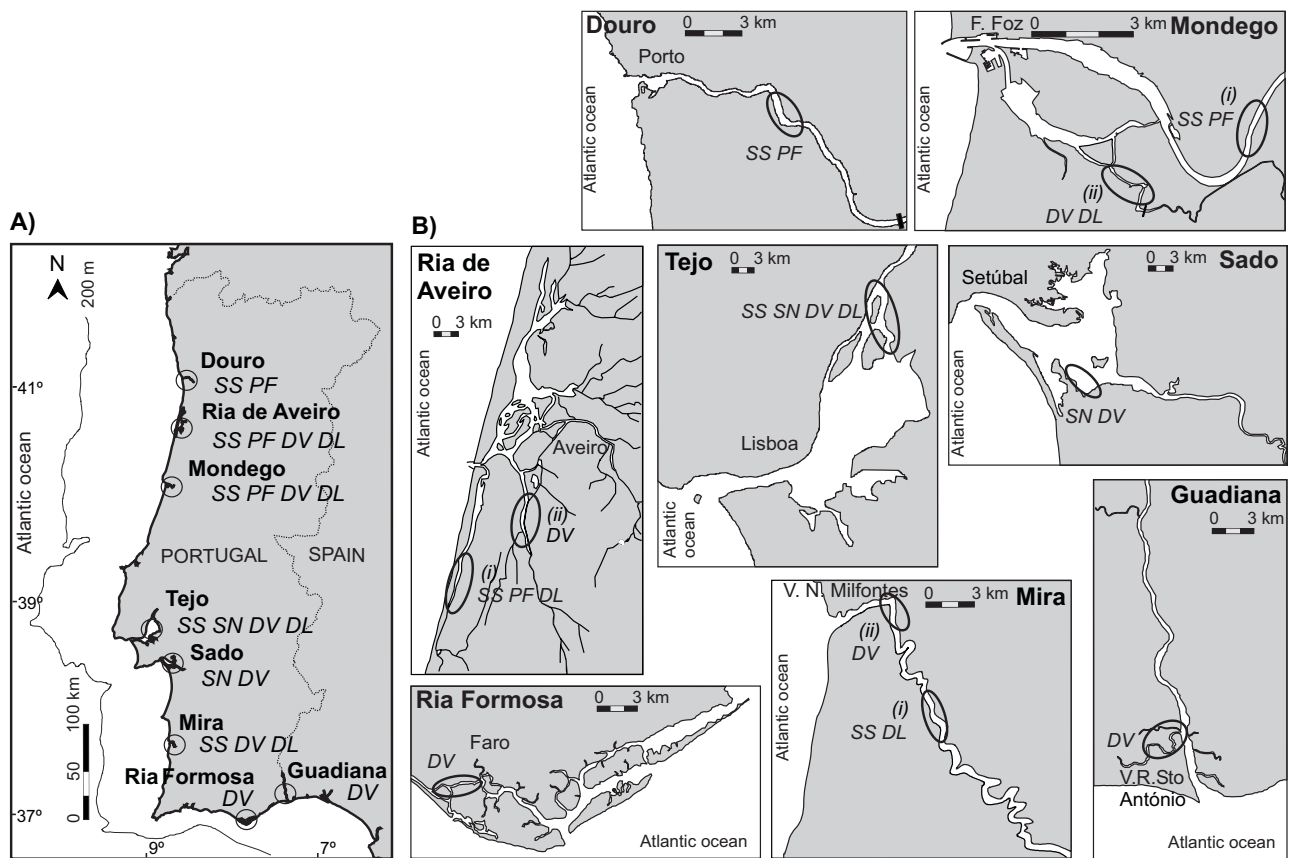 Douro
0 3 km
Porto
Atlantic ocean
SS PF
F. Foz
0 3 km
Mondego
Atlantic ocean
(i)
SS PF
(ii)
DV DL
A)
N
200 m
Douro
SS PF
41º
Ria de Aveiro
SS PF DV DL
Mondego
SS PF DV DL
Atlantic ocean
PORTUGAL
SPAIN
39º
Tejo
SS SN DV DL
Sado
SN DV
Mira
SS DV DL
Ria Formosa
DV
Guadiana
DV
0 50 100 km
37º
9º
7º
B)
Ria de
Aveiro
0 3 km
Atlantic ocean
Aveiro
(ii)
DV
(i)
SS PF DL
Tejo
0 3 km
SS SN DV DL
Lisboa
Atlantic
ocean
0 3 km
Sado
Setúbal
Atlantic ocean
SN DV
Guadiana
0 3 km
DV
V.R.Sto
António
Atlantic ocean
V. N. Milfontes
0 3 km
Mira
Atlantic ocean
(ii)
DV
(i)
SS DL
Ria Formosa
0 3 km
Faro
DV
Atlantic ocean